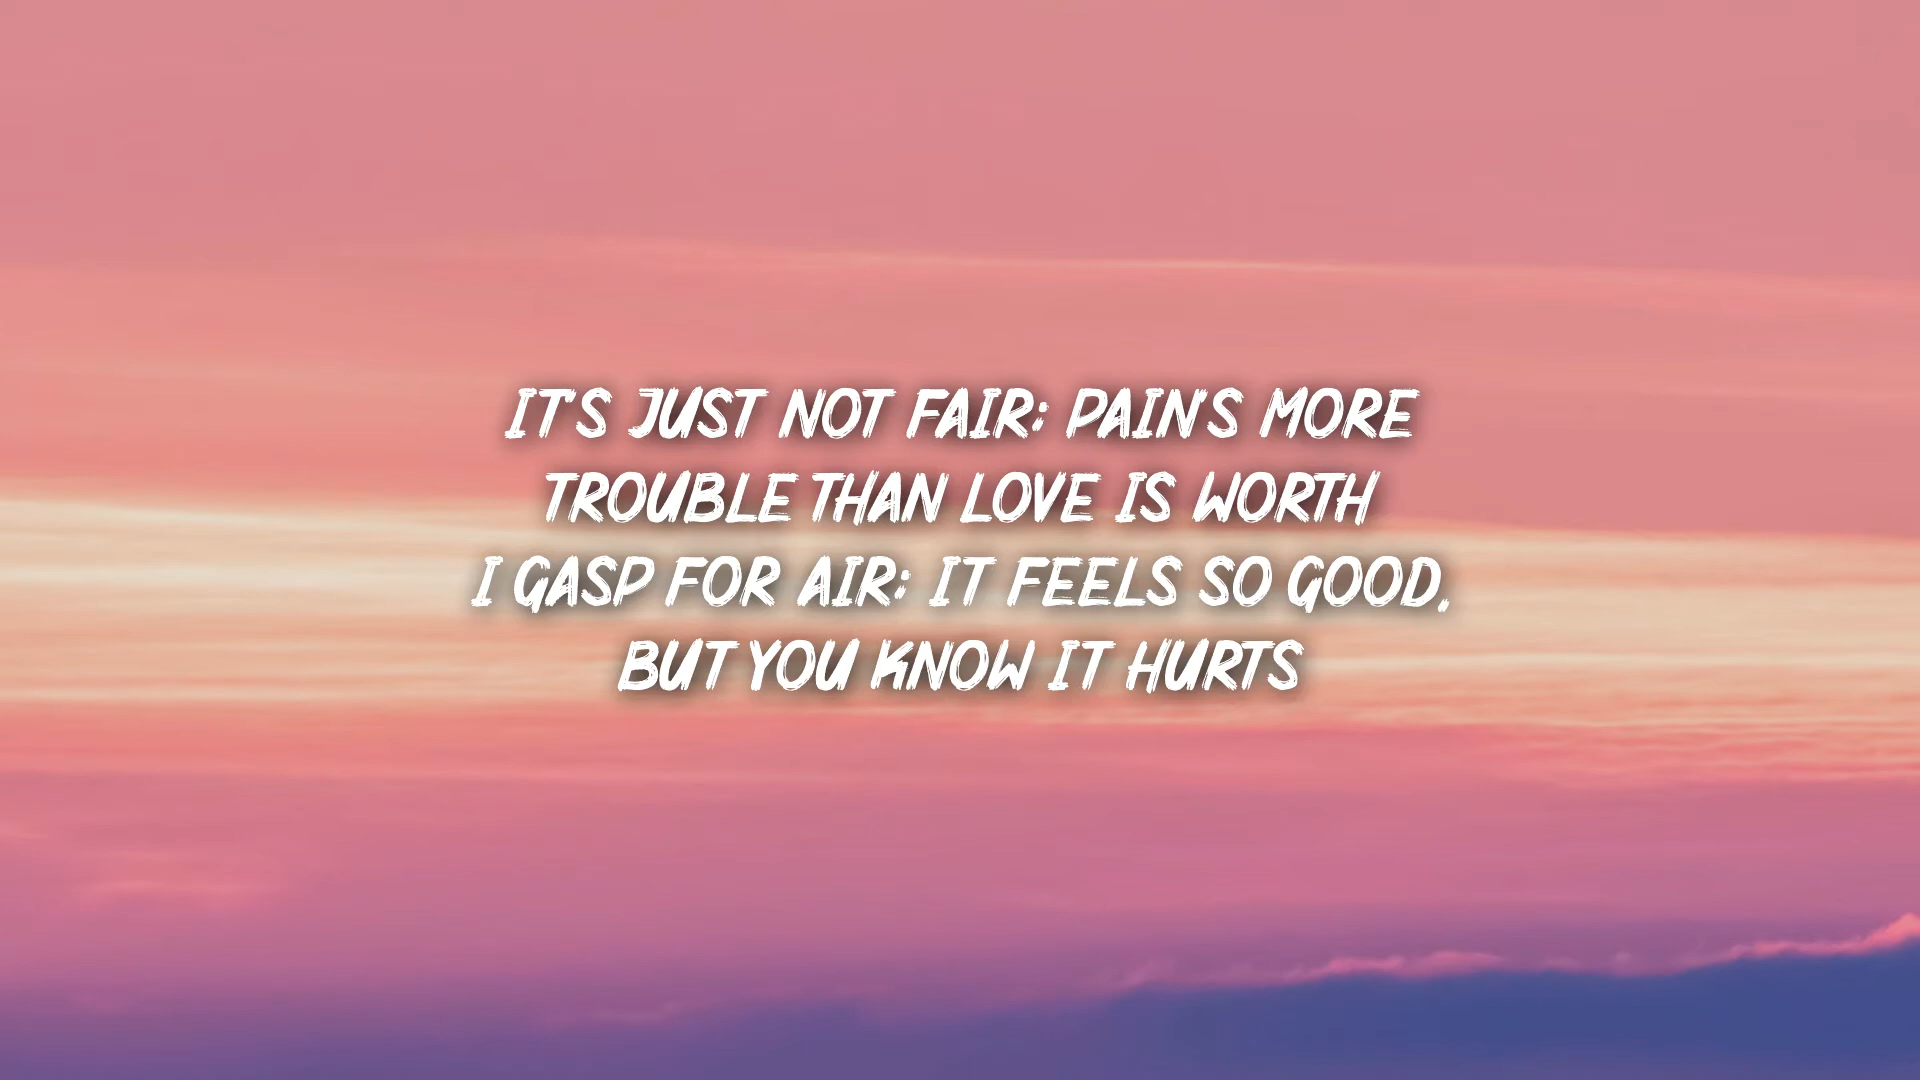 IT'S JUST NOT FAIR: PAIN'S MORE
TROUBLE THAN LOVE IS WORTH
I GASP FOR AIR: IT FEELS SO GOOD,
BUT YOU KNOW IT HURTS